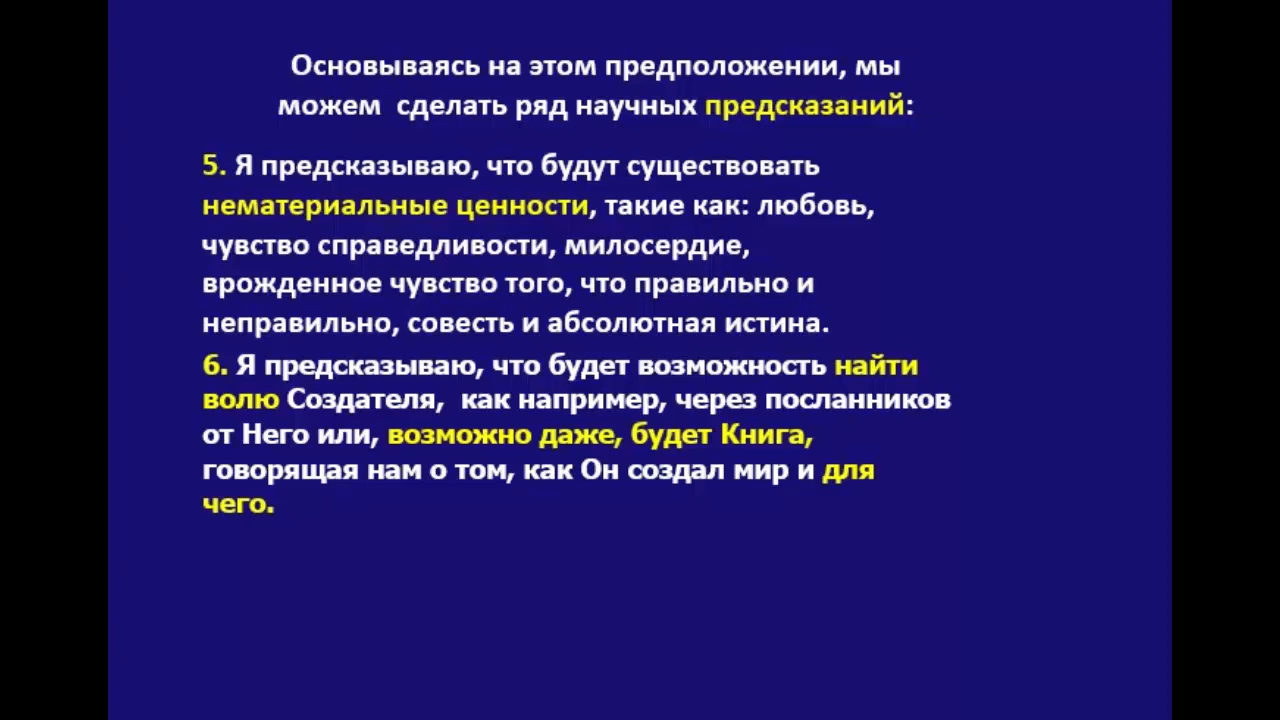 Основываясь на этом предположении, мы
можем сделать ряд научных предсказаний:
5. Я предсказываю, что будут существовать
нематериальные ценности, такие как: любовь,
чувство справедливости, милосердие,
врожденное чувство того, что правильно и
неправильно, совесть и абсолютная истина.
6. Я предсказываю, что будет возможность найти
волю Создателя, как например, через посланников
от Него или, возможно даже, будет Книга,
говорящая нам о том, как Он создал мир и для
чего.